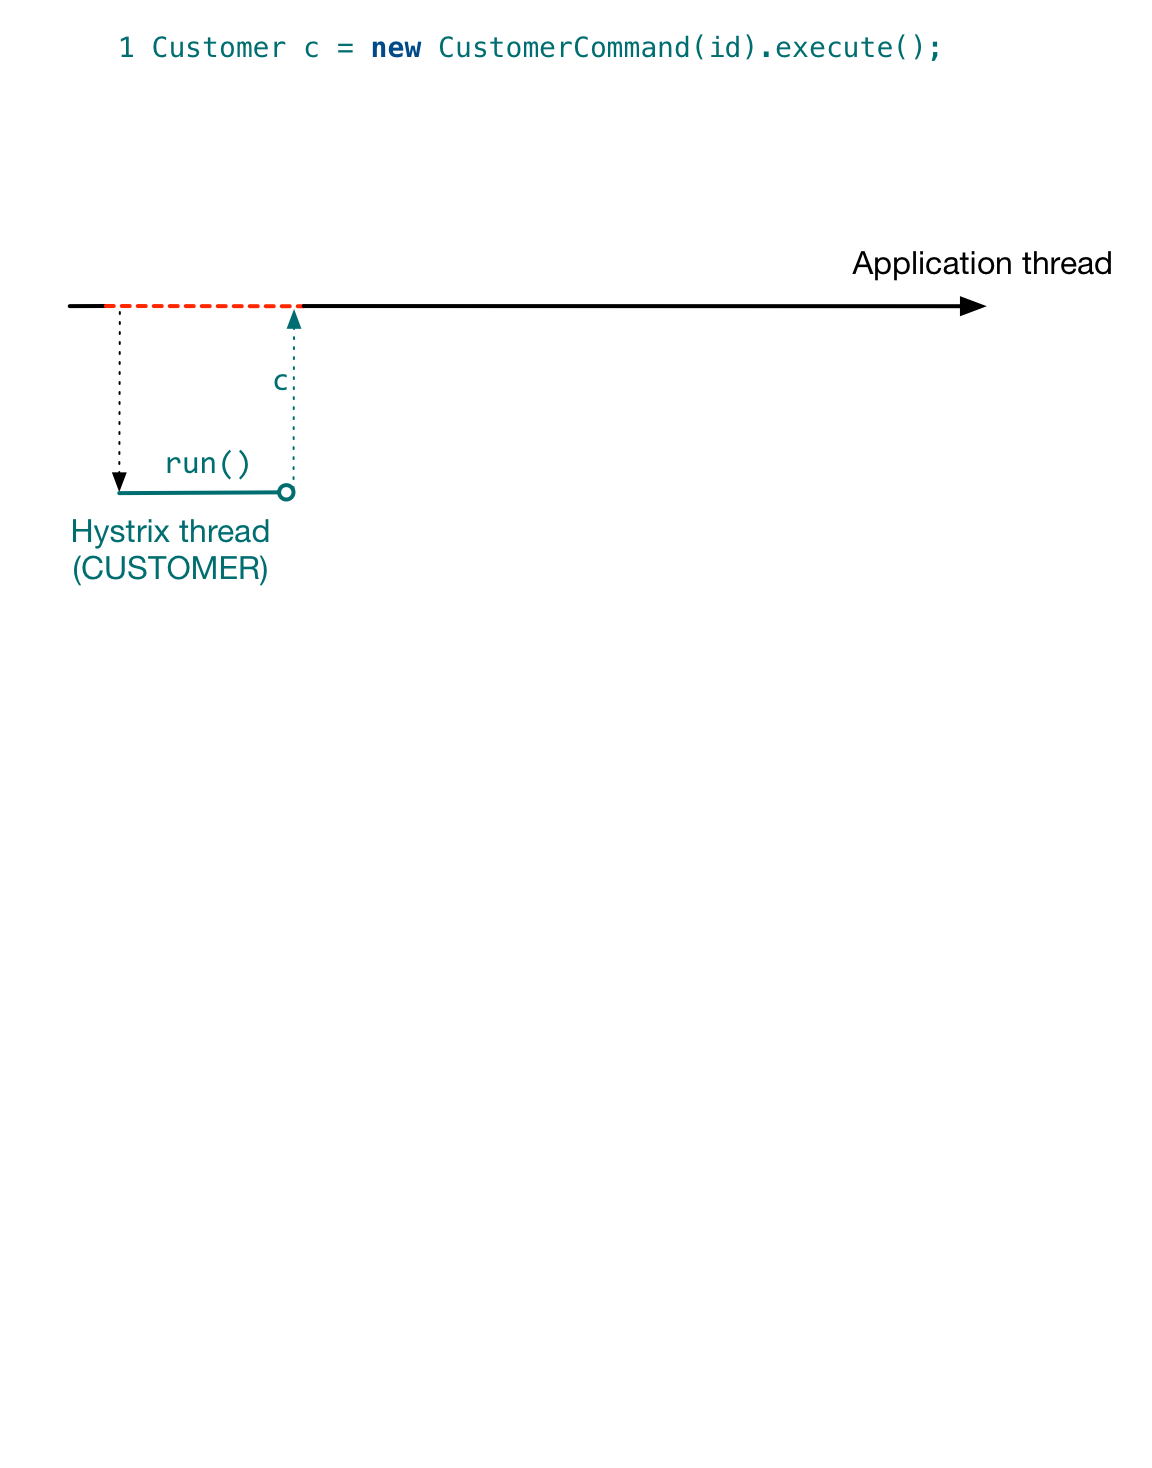 1 Customer c = new CustomerCommand(id).execute();
Application thread
c
run()
Hystrix thread
(CUSTOMER)